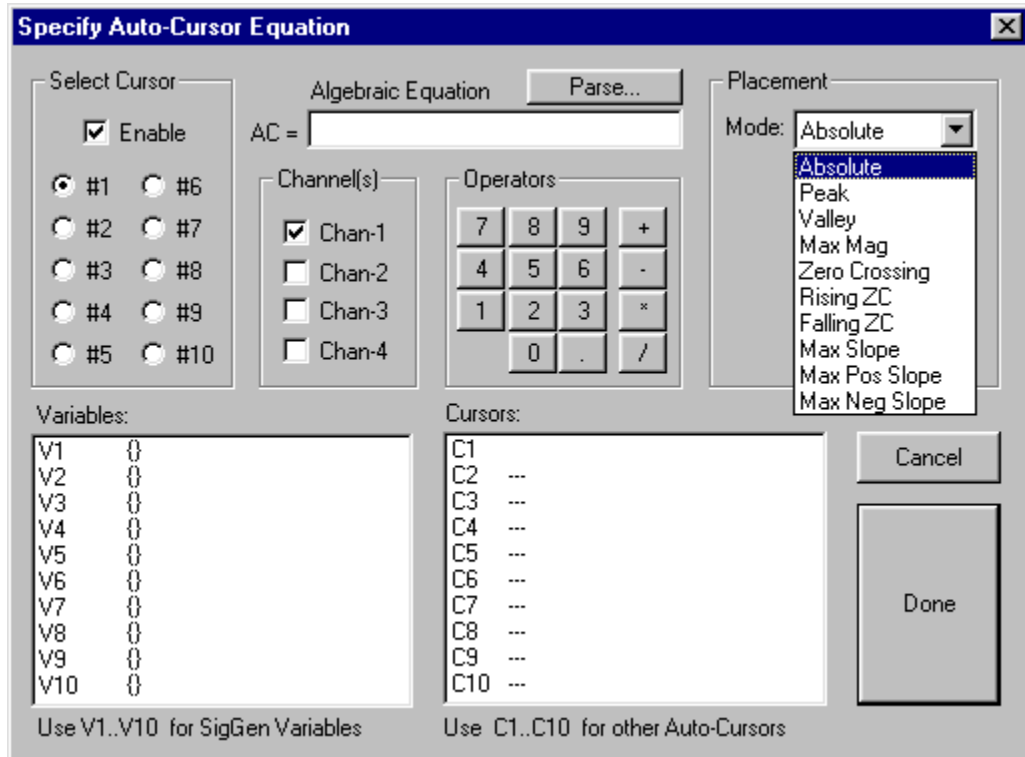 Specify Auto-Cursor Equation
Select Cursor
Enable
#1 #6
#2 #7
#3 #8
#4 #9
#5 #10
Algebraic Equation
Parse...
AC =
Channel(s)
Chan-1
Chan-2
Chan-3
Chan-4
Operators
7 8 9 +
4 5 6 -
1 2 3 *
0 . /
Placement
Mode: Absolute
Absolute
Peak
Valley
Max Mag
Zero Crossing
Rising ZC
Falling ZC
Max Slope
Max Pos Slope
Max Neg Slope
Variables:
V1 {}
V2 {}
V3 {}
V4 {}
V5 {}
V6 {}
V7 {}
V8 {}
V9 {}
V10 {}
Use V1..V10 for SigGen Variables
Cursors:
C1
C2 ---
C3 ---
C4 ---
C5 ---
C6 ---
C7 ---
C8 ---
C9 ---
C10 ---
Use C1..C10 for other Auto-Cursors
Cancel
Done